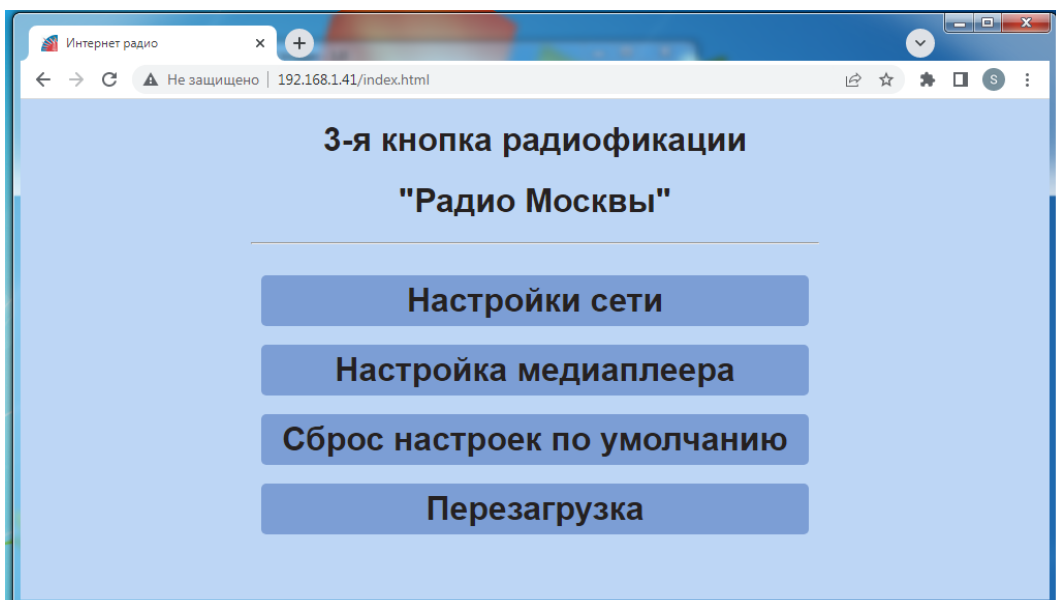 Интернет радио
Не защищено | 192.168.1.41/index.html
S
3-я кнопка радиофикации
"Радио Москвы"
Настройки сети
Настройка медиаплеера
Сброс настроек по умолчанию
Перезагрузка